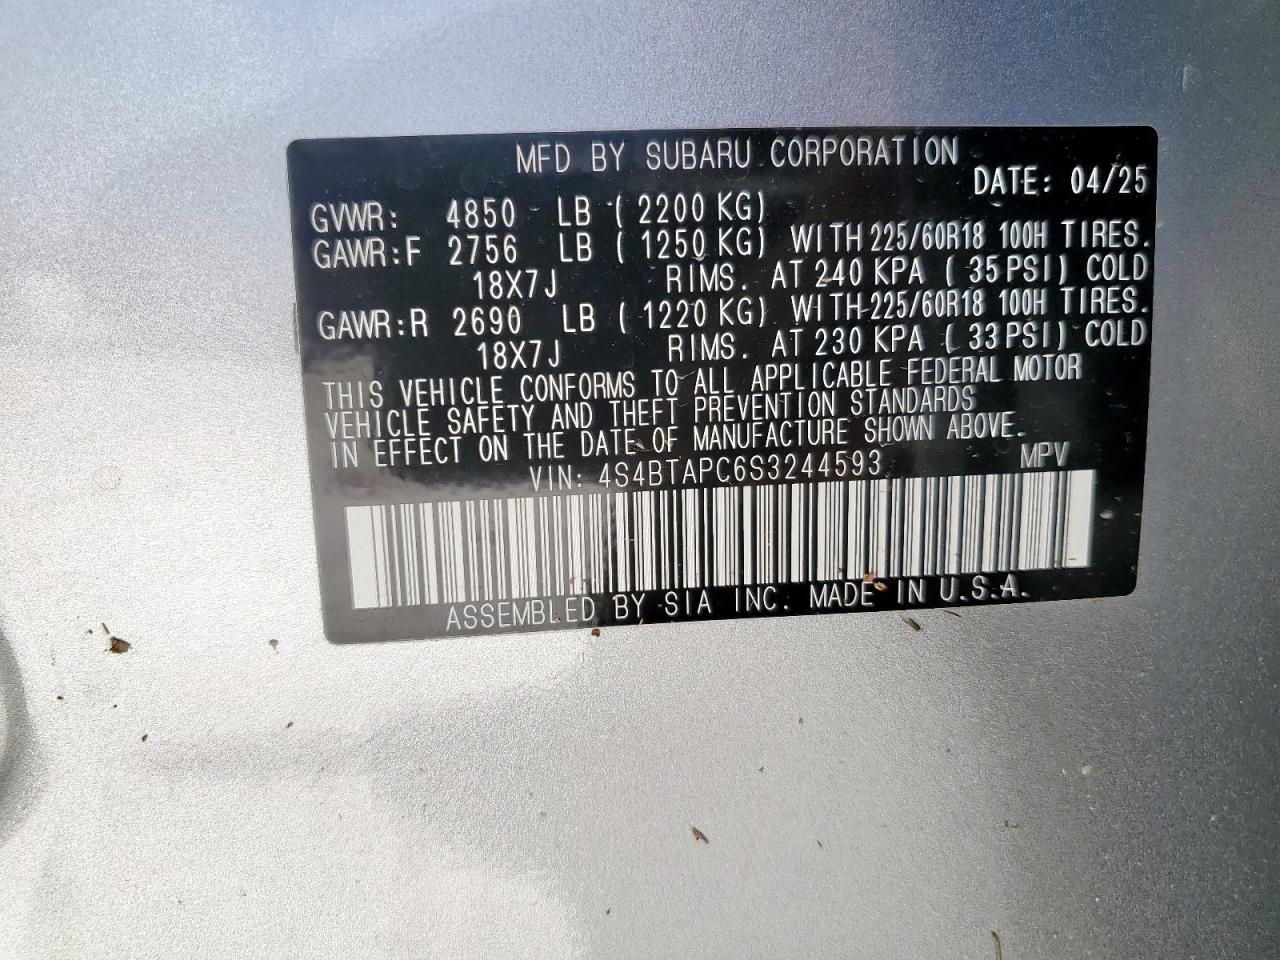 MFD BY SUBARU CORPORATION
DATE: 04/25
GVWR: 4850 LB ( 2200 KG)
GAWR:F 2756 LB ( 1250 KG) WITH 225/60R18 100H TIRES.
18X7J RIMS. AT 240 KPA ( 35 PSI) COLD
GAWR:R 2690 LB ( 1220 KG) WITH 225/60R18 100H TIRES.
18X7J RIMS. AT 230 KPA ( 33 PSI) COLD
THIS VEHICLE CONFORMS TO ALL APPLICABLE FEDERAL MOTOR
VEHICLE SAFETY AND THEFT PREVENTION STANDARDS
IN EFFECT ON THE DATE OF MANUFACTURE SHOWN ABOVE.
VIN: 4S4BTAPC6S3244593 MPV
ASSEMBLED BY SIA INC. MADE IN U.S.A.